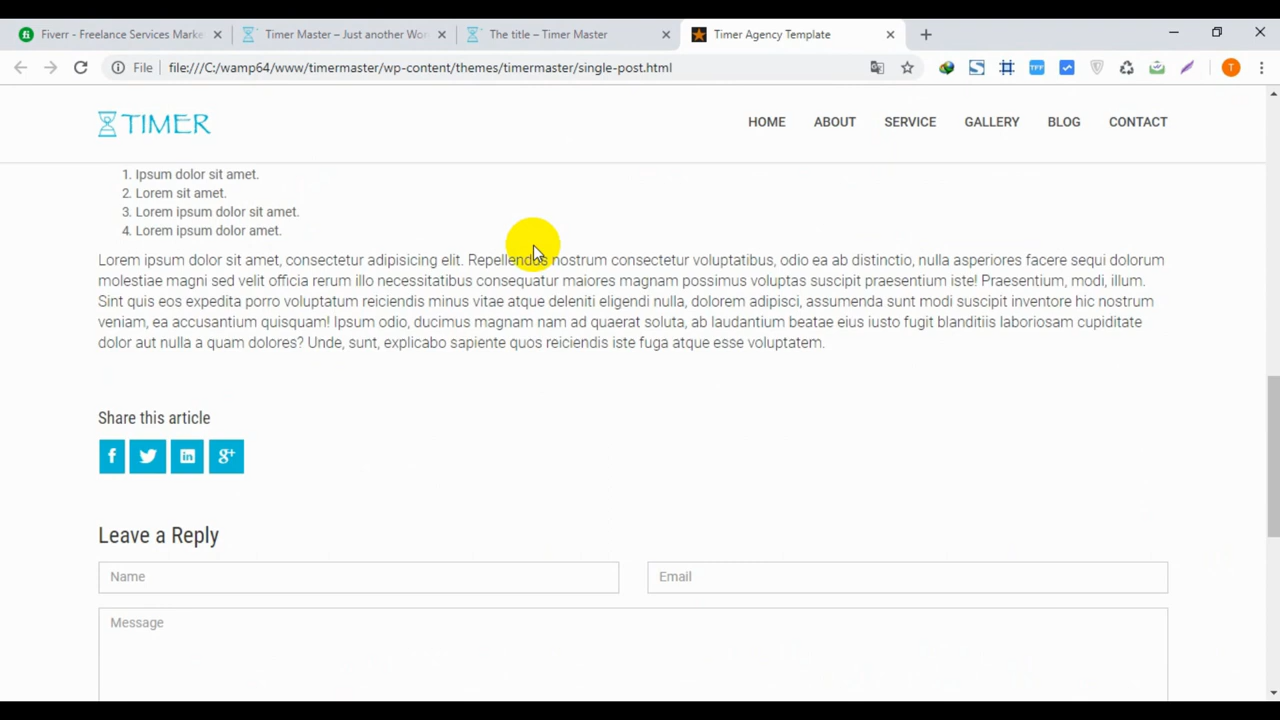 Fiverr - Freelance Services Marke
Timer Master – Just another Wor
The title – Timer Master
Timer Agency Template
File
file:///C:/wamp64/www/timermaster/wp-content/themes/timermaster/single-post.html
TFF
T
TIMER
HOME
ABOUT
SERVICE
GALLERY
BLOG
CONTACT
1. Ipsum dolor sit amet.
2. Lorem sit amet.
3. Lorem ipsum dolor sit amet.
4. Lorem ipsum dolor amet.
Lorem ipsum dolor sit amet, consectetur adipisicing elit. Repellendus nostrum consectetur voluptatibus, odio ea ab distinctio, nulla asperiores facere sequi dolorum
molestiae magni sed velit officia rerum illo necessitatibus consequatur maiores magnam possimus voluptas suscipit praesentium iste! Praesentium, modi, illum.
Sint quis eos expedita porro voluptatum reiciendis minus vitae atque deleniti eligendi nulla, dolorem adipisci, assumenda sunt modi suscipit inventore hic nostrum
veniam, ea accusantium quisquam! Ipsum odio, ducimus magnam nam ad quaerat soluta, ab laudantium beatae eius iusto fugit blanditiis laboriosam cupiditate
dolor aut nulla a quam dolores? Unde, sunt, explicabo sapiente quos reiciendis iste fuga atque esse voluptatem.
Share this article
Leave a Reply
Name
Email
Message